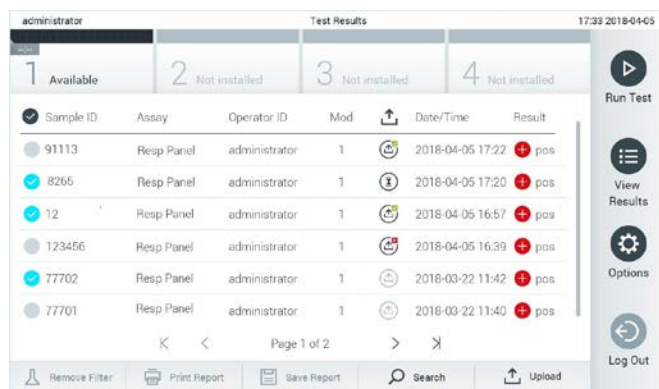 administrator Test Results 17:33 2018-04-05
1 Available 2 Not installed 3 Not installed 4 Not installed
Run Test
Sample ID Assay Operator ID Mod Date/Time Result
91113 Resp Panel administrator 1 2018-04-05 17:22 pos
8265 Resp Panel administrator 1 2018-04-05 17:20 pos
View
Results
12 Resp Panel administrator 1 2018-04-05 16:57 pos
123456 Resp Panel administrator 1 2018-04-05 16:39 pos
Options
77702 Resp Panel administrator 1 2018-03-22 11:42 pos
77701 Resp Panel administrator 1 2018-03-22 11:40 pos
Page 1 of 2
Log Out
Remove Filter Print Report Save Report Search Upload